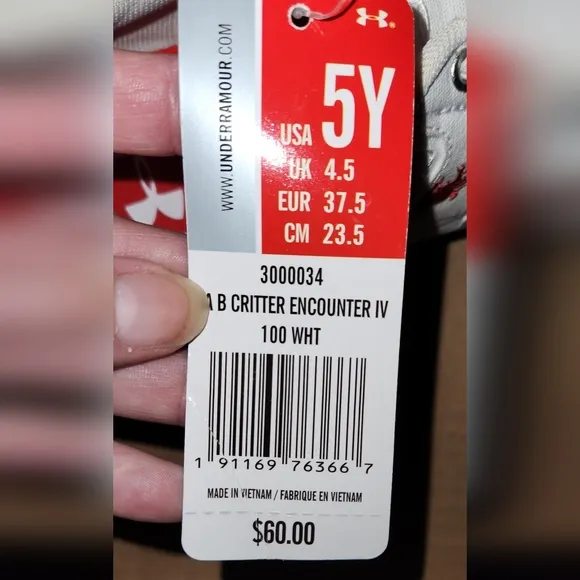 5Y
USA
UK 4.5
EUR 37.5
CM 23.5
WWW.UNDERRAMOUR.COM
3000034
A B CRITTER ENCOUNTER IV
100 WHT
1 91169 76366 7
MADE IN VIETNAM / FABRIQUE EN VIETNAM
$60.00